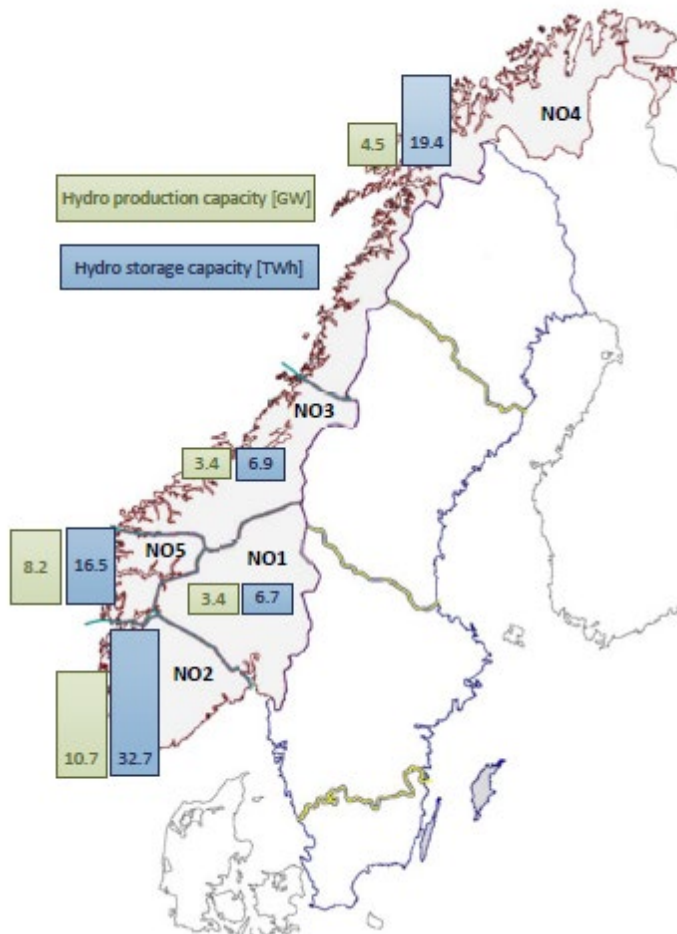 NO4
4.5 19.4
Hydro production capacity [GW]
Hydro storage capacity [TWh]
NO3
3.4 6.9
NO5
NO1
8.2 16.5
3.4 6.7
NO2
10.7 32.7